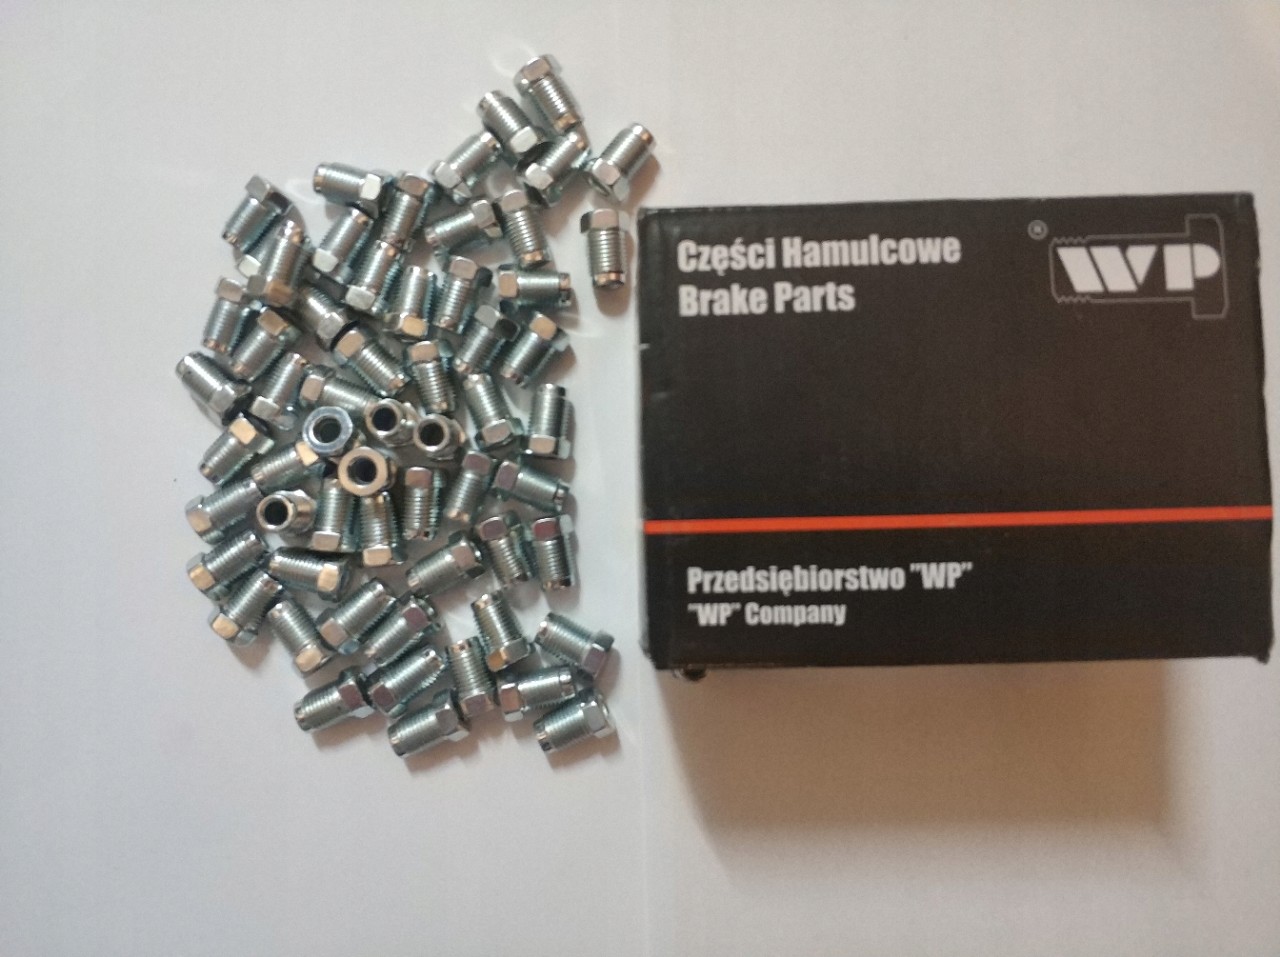 Części Hamulcowe
Brake Parts
® WP
Przedsiębiorstwo "WP"
"WP" Company